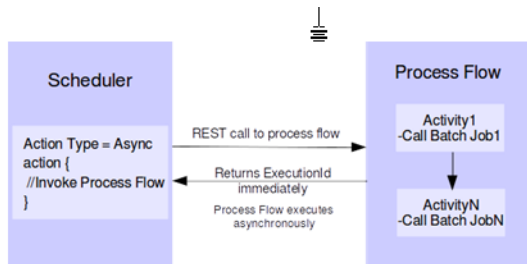 Scheduler
Action Type = Async
action {
//Invoke Process Flow
}
REST call to process flow
Returns ExecutionId
immediately
Process Flow executes
asynchronously
Process Flow
Activity1
-Call Batch Job1
ActivityN
-Call Batch JobN